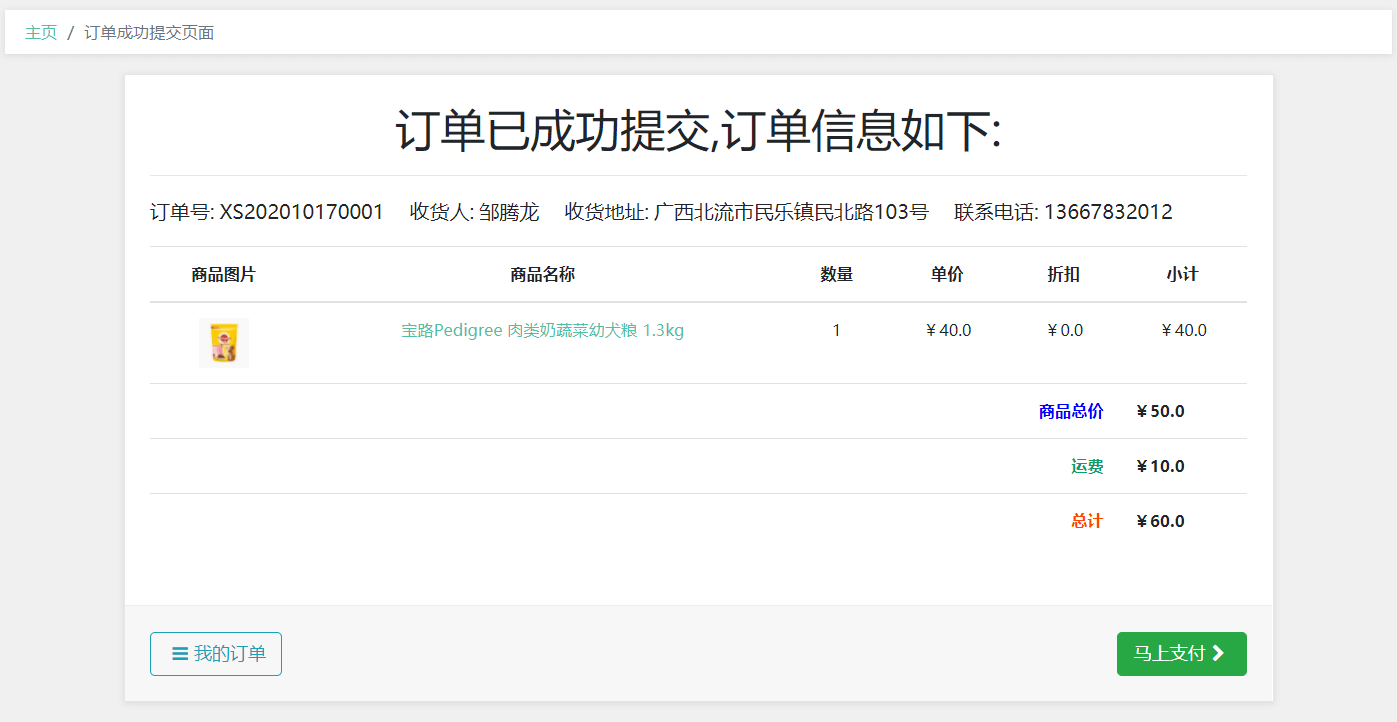 主页 / 订单成功提交页面
订单已成功提交,订单信息如下:
订单号: XS202010170001 收货人: 邹腾龙 收货地址: 广西北流市民乐镇民北路103号 联系电话: 13667832012
商品图片 商品名称 数量 单价 折扣 小计
宝路Pedigree 肉类奶蔬菜幼犬粮 1.3kg 1 ¥40.0 ¥0.0 ¥40.0
商品总价 ¥50.0
运费 ¥10.0
总计 ¥60.0
我的订单 马上支付